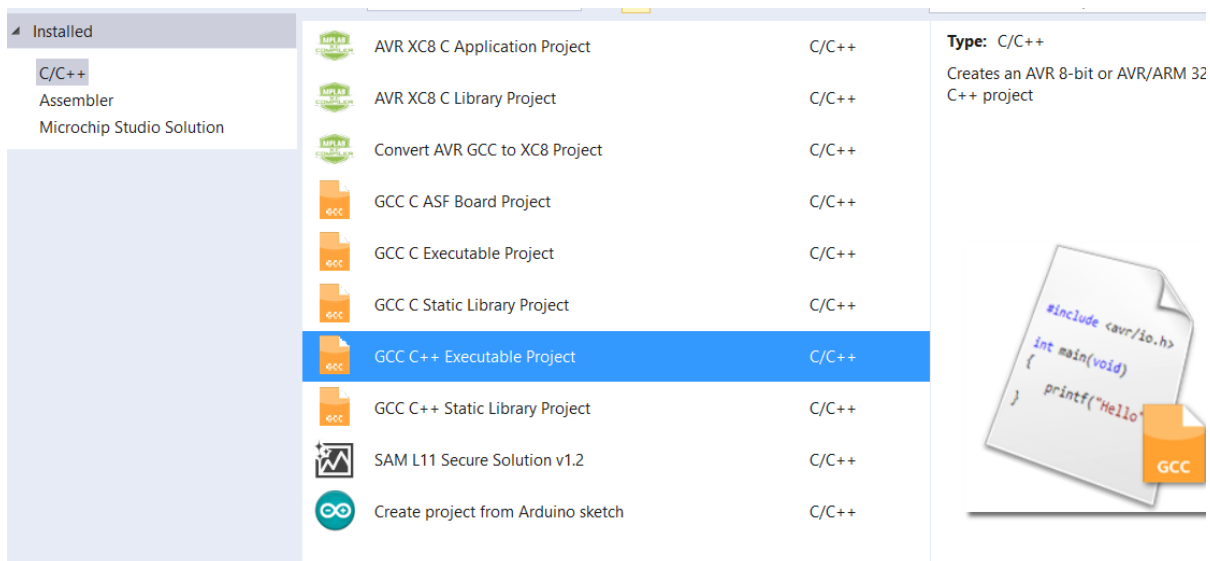 Installed
C/C++
Assembler
Microchip Studio Solution
AVR XC8 C Application Project C/C++
AVR XC8 C Library Project C/C++
Convert AVR GCC to XC8 Project C/C++
GCC C ASF Board Project C/C++
GCC C Executable Project C/C++
GCC C Static Library Project C/C++
GCC C++ Executable Project C/C++
GCC C++ Static Library Project C/C++
SAM L11 Secure Solution v1.2 C/C++
Create project from Arduino sketch C/C++
Type: C/C++
Creates an AVR 8-bit or AVR/ARM 32
C++ project
#include <avr/io.h>
int main(void)
{
printf("Hello"
}
GCC